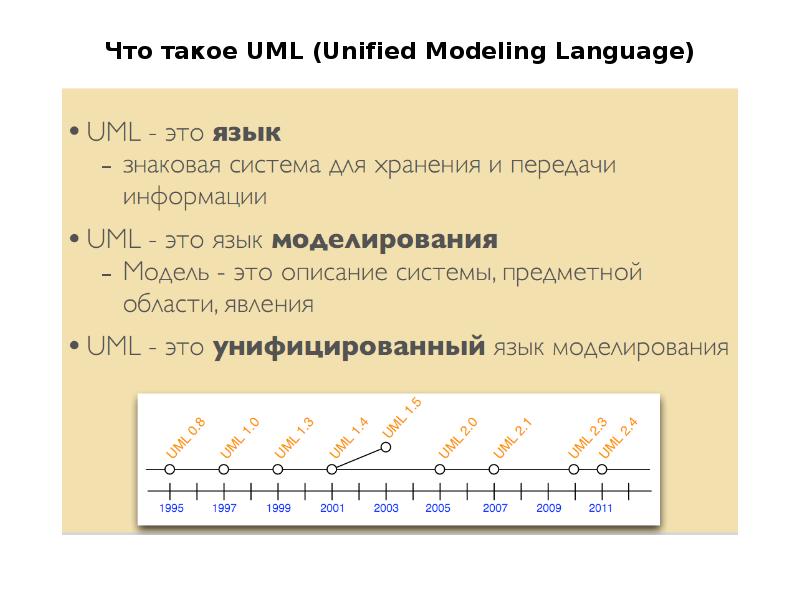 Что такое UML (Unified Modeling Language)
• UML - это язык
– знаковая система для хранения и передачи
информации
• UML - это язык моделирования
– Модель - это описание системы, предметной
области, явления
• UML - это унифицированный язык моделирования
UML 0.8 UML 1.0 UML 1.3 UML 1.4 UML 1.5 UML 2.0 UML 2.1 UML 2.3 UML 2.4
1995 1997 1999 2001 2003 2005 2007 2009 2011